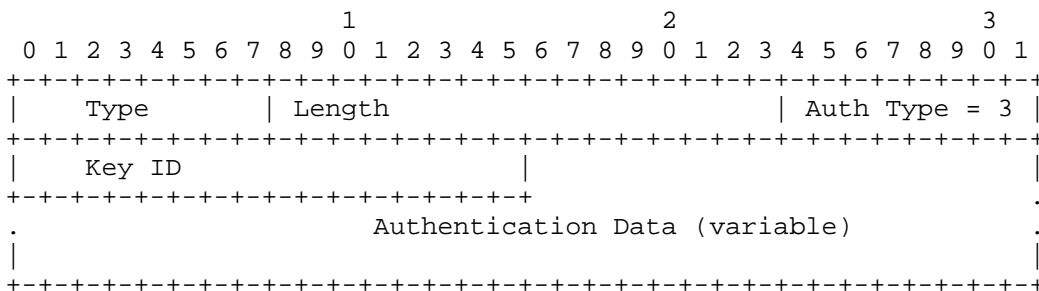 1                   2                   3
 0 1 2 3 4 5 6 7 8 9 0 1 2 3 4 5 6 7 8 9 0 1 2 3 4 5 6 7 8 9 0 1
+-+-+-+-+-+-+-+-+-+-+-+-+-+-+-+-+-+-+-+-+-+-+-+-+-+-+-+-+-+-+-+-+
|    Type       | Length                        | Auth Type = 3 |
+-+-+-+-+-+-+-+-+-+-+-+-+-+-+-+-+-+-+-+-+-+-+-+-+-+-+-+-+-+-+-+-+
|    Key ID                     |                               |
+-+-+-+-+-+-+-+-+-+-+-+-+-+-+-+-+                               .
.                      Authentication Data (variable)           .
|                                                               |
+-+-+-+-+-+-+-+-+-+-+-+-+-+-+-+-+-+-+-+-+-+-+-+-+-+-+-+-+-+-+-+-+